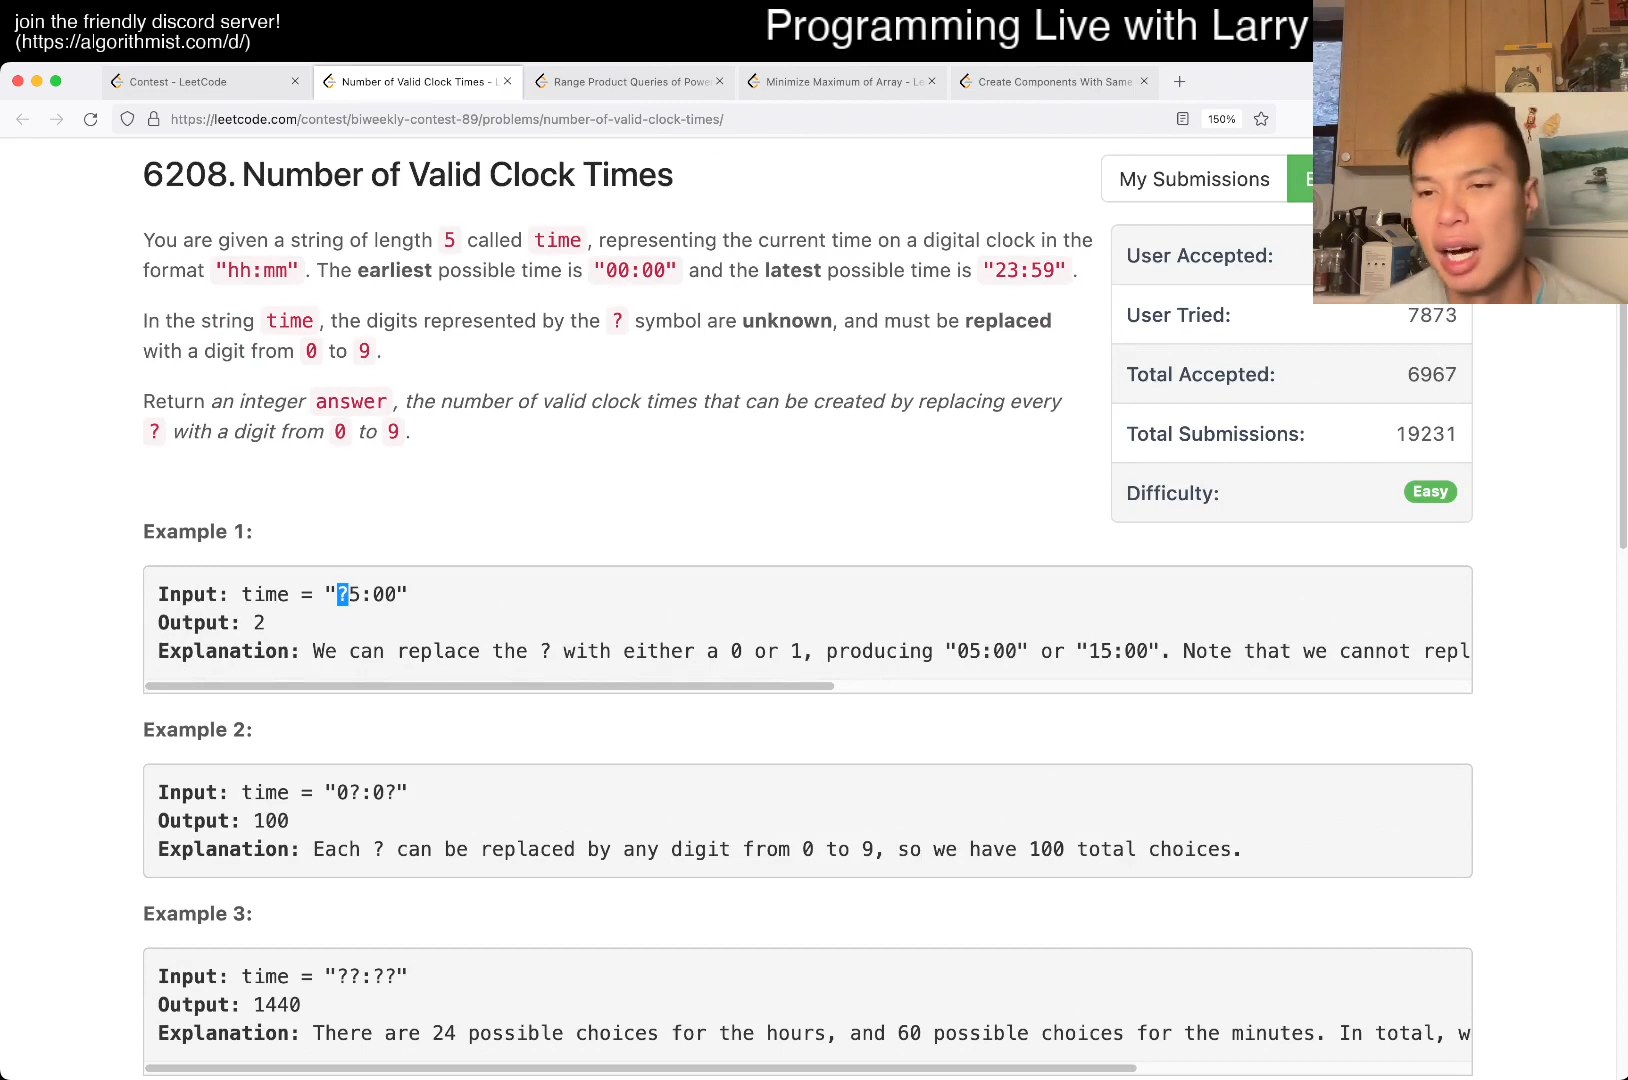 join the friendly discord server!
(https://algorithmist.com/d/)
Programming Live with Larry
Contest - LeetCode
Number of Valid Clock Times - L
Range Product Queries of Power
Minimize Maximum of Array - Le
Create Components With Same
https://leetcode.com/contest/biweekly-contest-89/problems/number-of-valid-clock-times/
150%
6208. Number of Valid Clock Times
My Submissions
You are given a string of length 5 called time, representing the current time on a digital clock in the
format "hh:mm". The earliest possible time is "00:00" and the latest possible time is "23:59".
In the string time, the digits represented by the ? symbol are unknown, and must be replaced
with a digit from 0 to 9.
Return an integer answer, the number of valid clock times that can be created by replacing every
? with a digit from 0 to 9.
User Accepted:
User Tried: 7873
Total Accepted: 6967
Total Submissions: 19231
Difficulty: Easy
Example 1:
Input: time = "?5:00"
Output: 2
Explanation: We can replace the ? with either a 0 or 1, producing "05:00" or "15:00". Note that we cannot repl
Example 2:
Input: time = "0?:0?"
Output: 100
Explanation: Each ? can be replaced by any digit from 0 to 9, so we have 100 total choices.
Example 3:
Input: time = "??:??"
Output: 1440
Explanation: There are 24 possible choices for the hours, and 60 possible choices for the minutes. In total, w